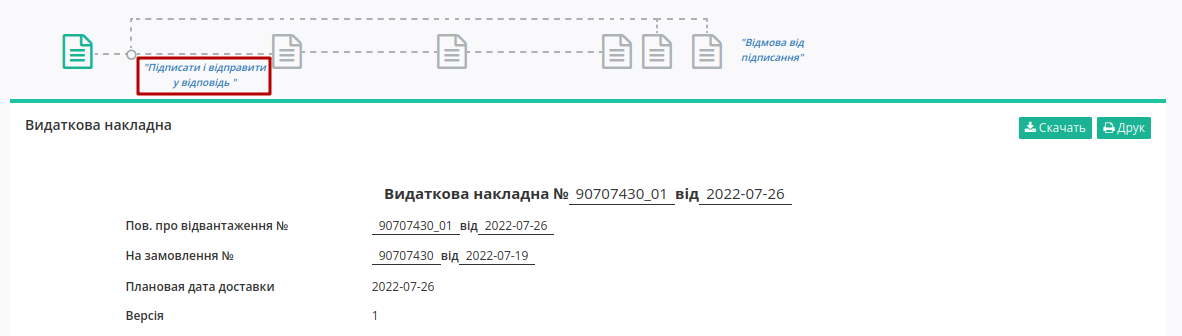 "Відмова від
підписання"
"Підписати і відправити
у відповідь "
Видаткова накладна
Скачать Друк
Видаткова накладна № 90707430_01 від 2022-07-26
Пов. про відвантаження № 90707430_01 від 2022-07-26
На замовлення № 90707430 від 2022-07-19
Плановая дата доставки 2022-07-26
Версія 1